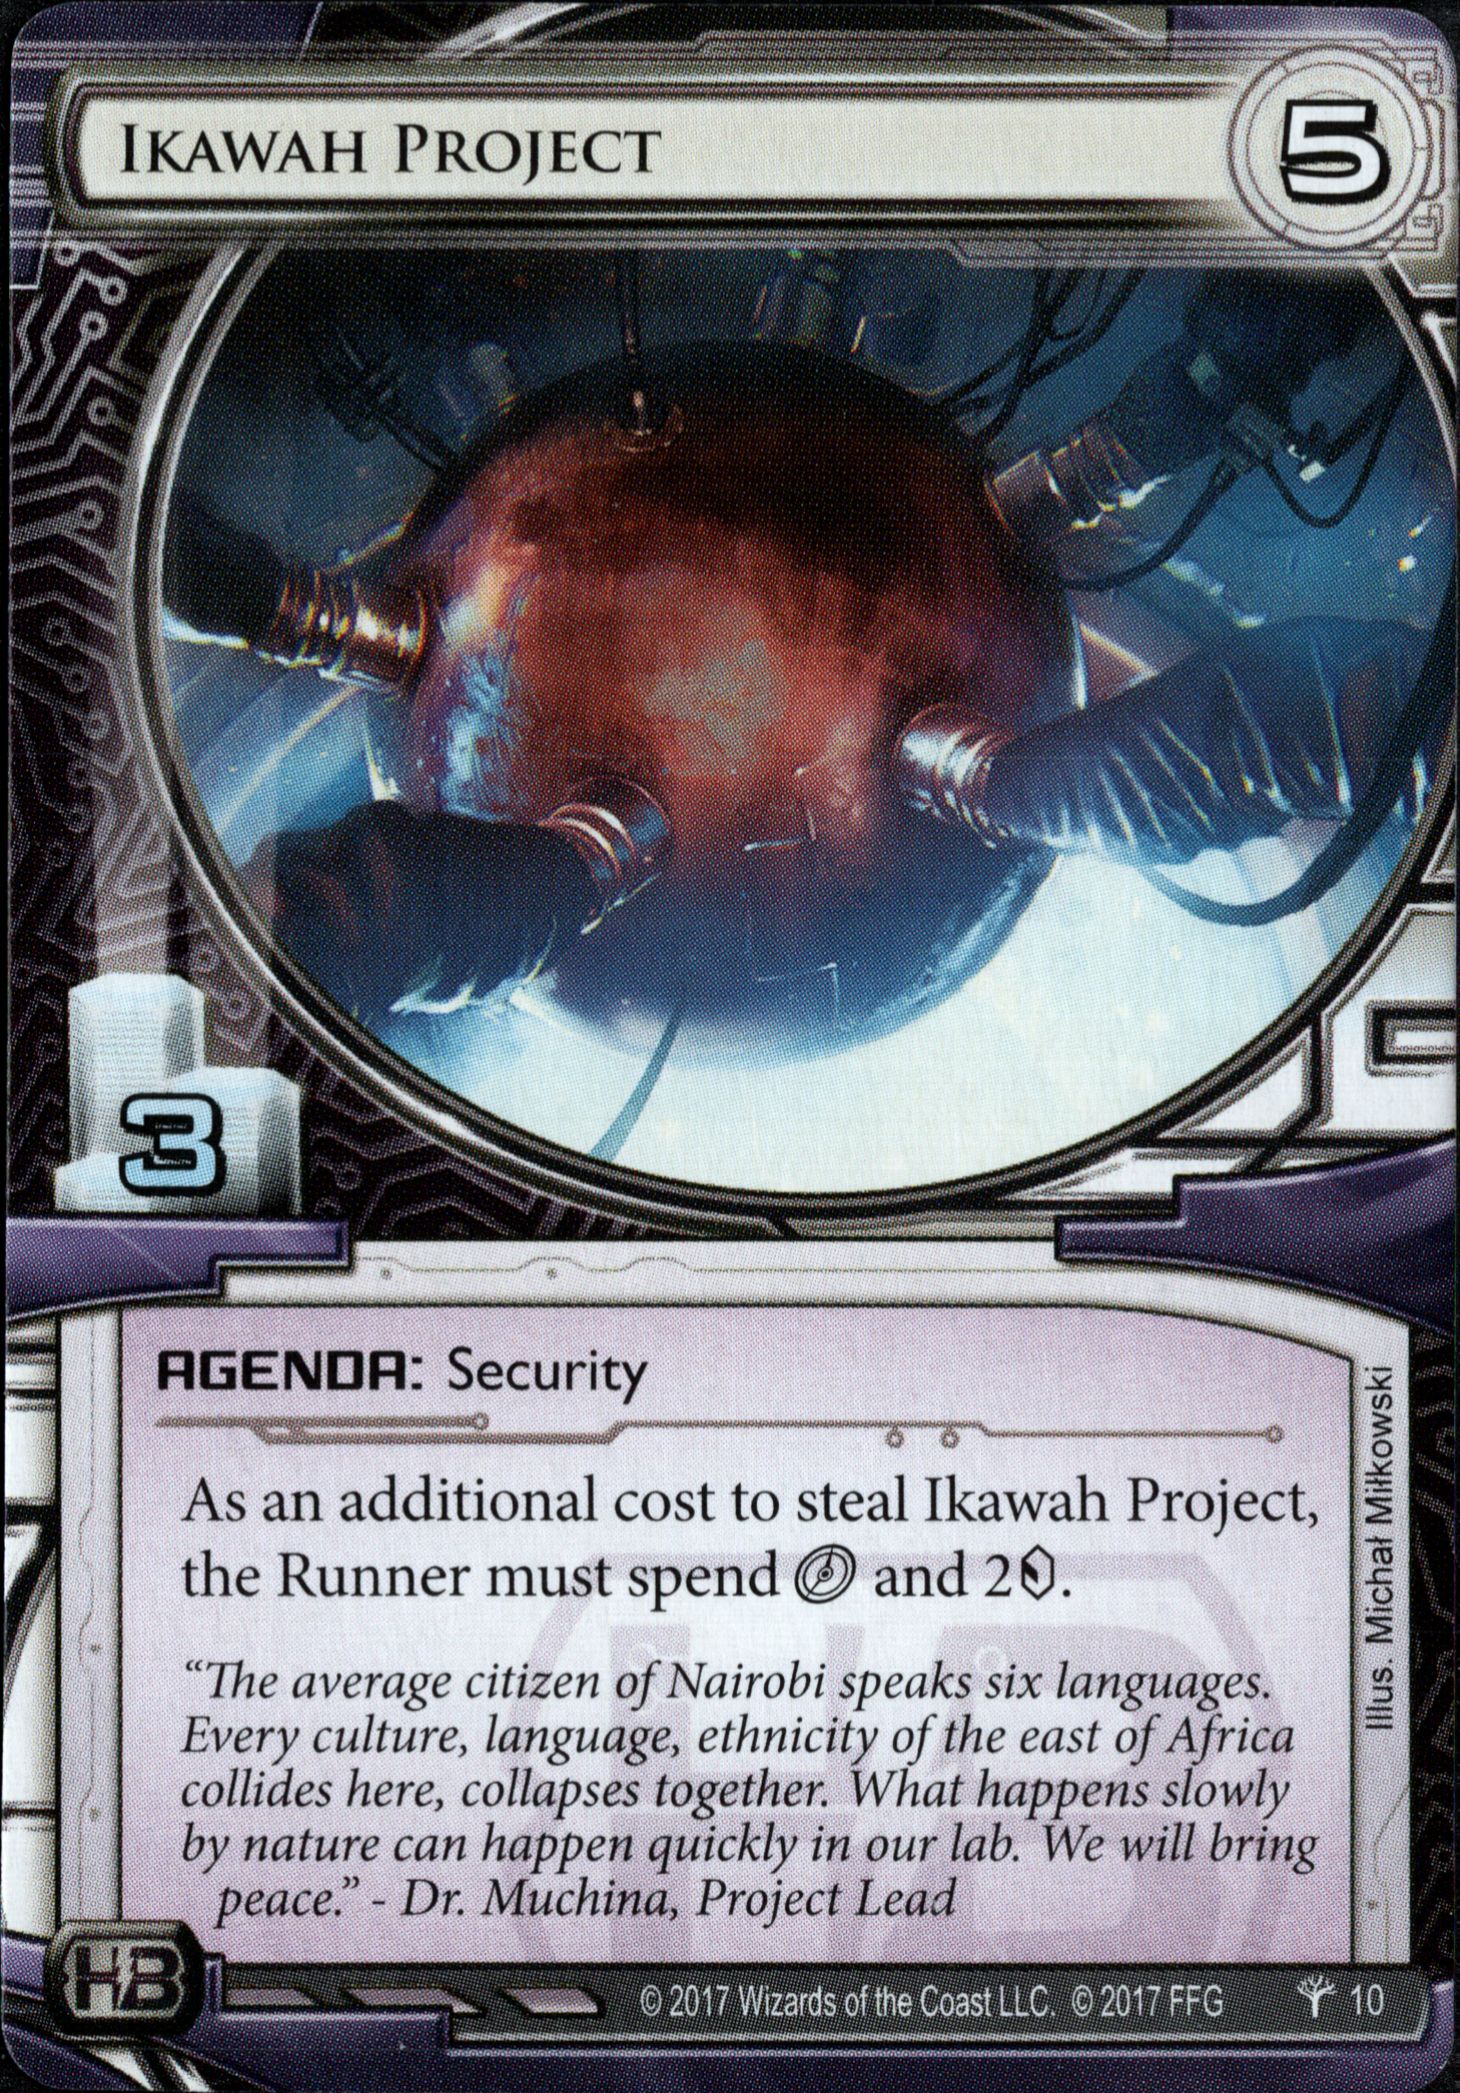 IKAWAH PROJECT
5
3
AGENDA: Security
As an additional cost to steal Ikawah Project,
the Runner must spend and 2.
“The average citizen of Nairobi speaks six languages.
Every culture, language, ethnicity of the east of Africa
collides here, collapses together. What happens slowly
by nature can happen quickly in our lab. We will bring
peace.” - Dr. Muchina, Project Lead
Illus. Michał Miłkowski
HB
© 2017 Wizards of the Coast LLC. © 2017 FFG
10